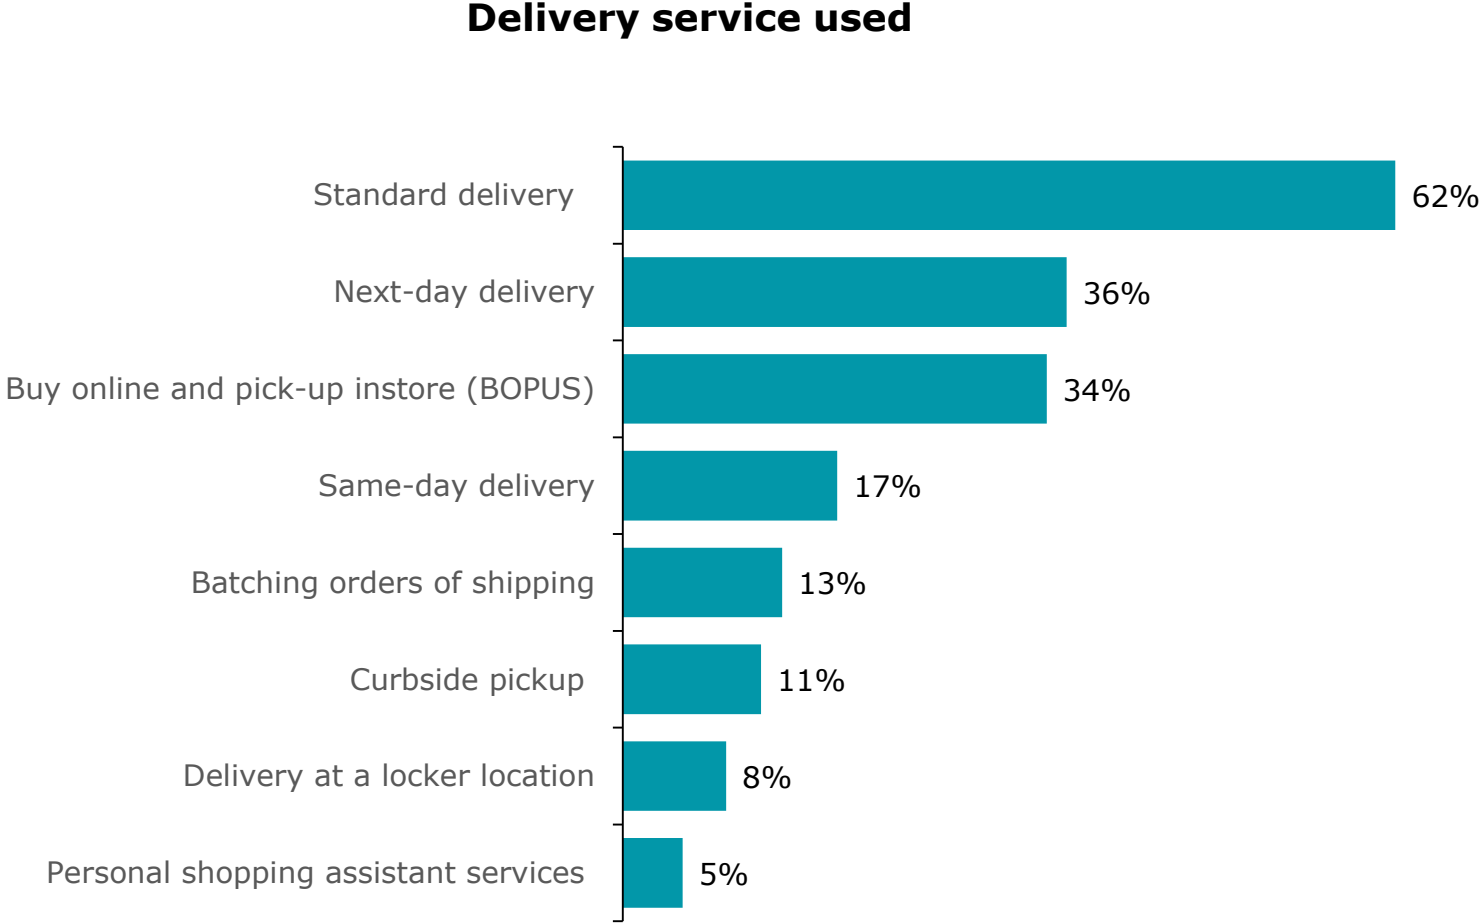 Delivery service used
Standard delivery 62%
Next-day delivery 36%
Buy online and pick-up instore (BOPUS) 34%
Same-day delivery 17%
Batching orders of shipping 13%
Curbside pickup 11%
Delivery at a locker location 8%
Personal shopping assistant services 5%